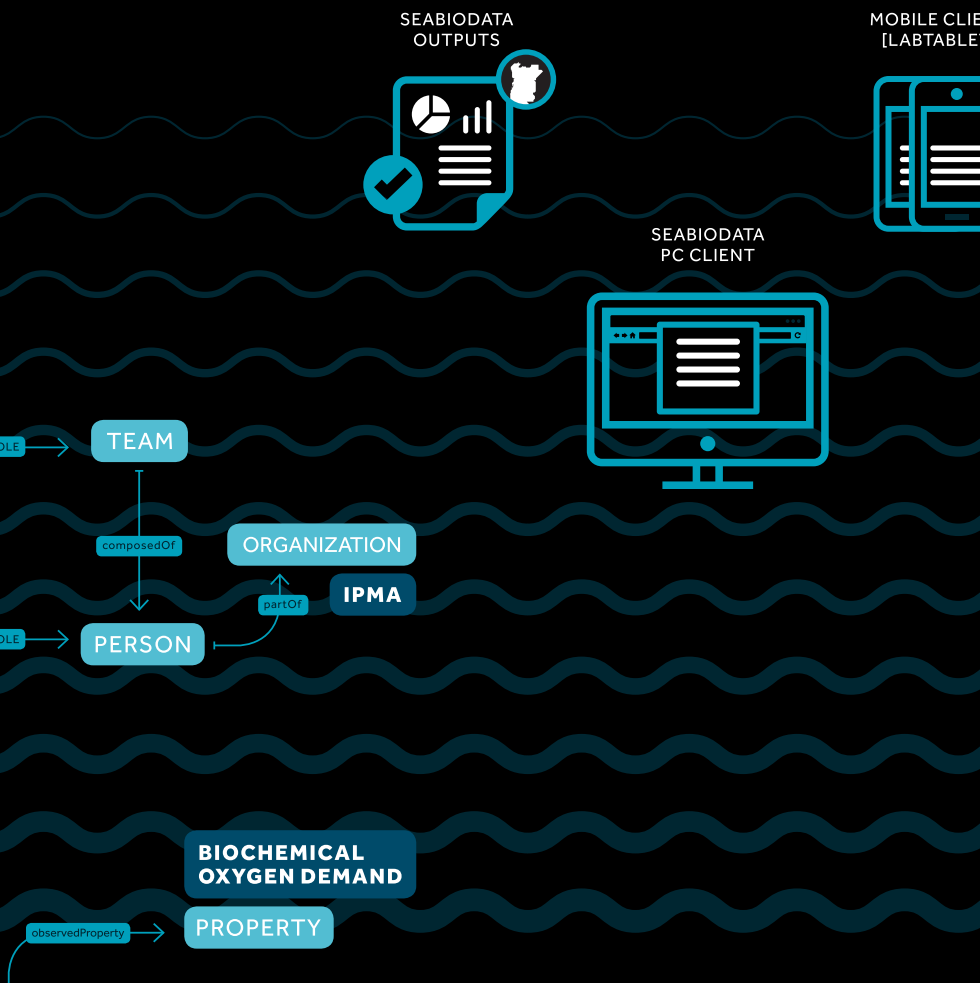 SEABIODATA
OUTPUTS
MOBILE CLIE
[LABTABLE
SEABIODATA
PC CLIENT
OLE
TEAM
composedOf
ORGANIZATION
IPMA
partOf
OLE
PERSON
BIOCHEMICAL
OXYGEN DEMAND
PROPERTY
observedProperty